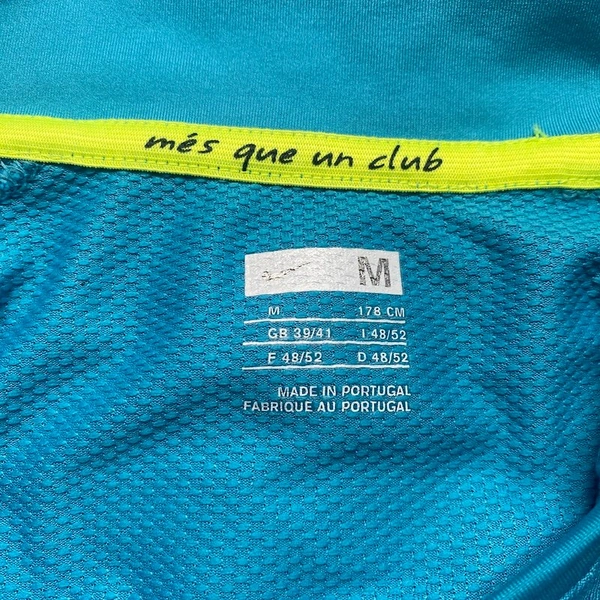 més que un club
M
M 178 CM
GB 39/41 I 48/52
F 48/52 D 48/52
MADE IN PORTUGAL
FABRIQUE AU PORTUGAL